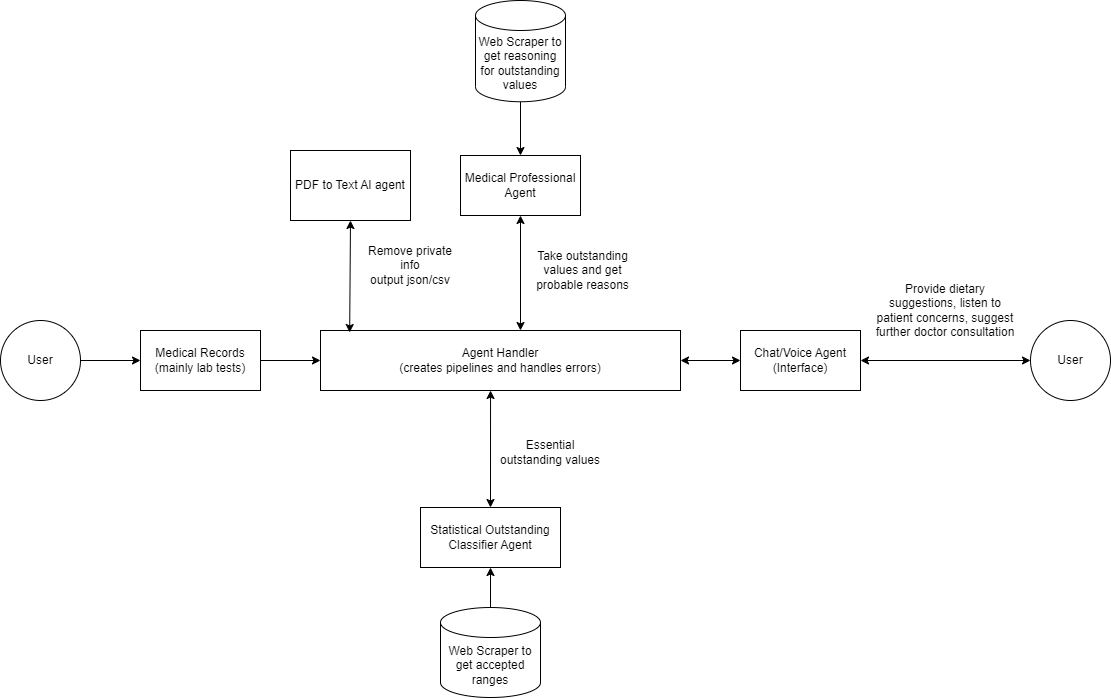 Web Scraper to
get reasoning
for outstanding
values
PDF to Text AI agent
Medical Professional
Agent
Remove private
info
output json/csv
Take outstanding
values and get
probable reasons
Provide dietary
suggestions, listen to
patient concerns, suggest
further doctor consultation
User
Medical Records
(mainly lab tests)
Agent Handler
(creates pipelines and handles errors)
Chat/Voice Agent
(Interface)
User
Essential
outstanding values
Statistical Outstanding
Classifier Agent
Web Scraper to
get accepted
ranges